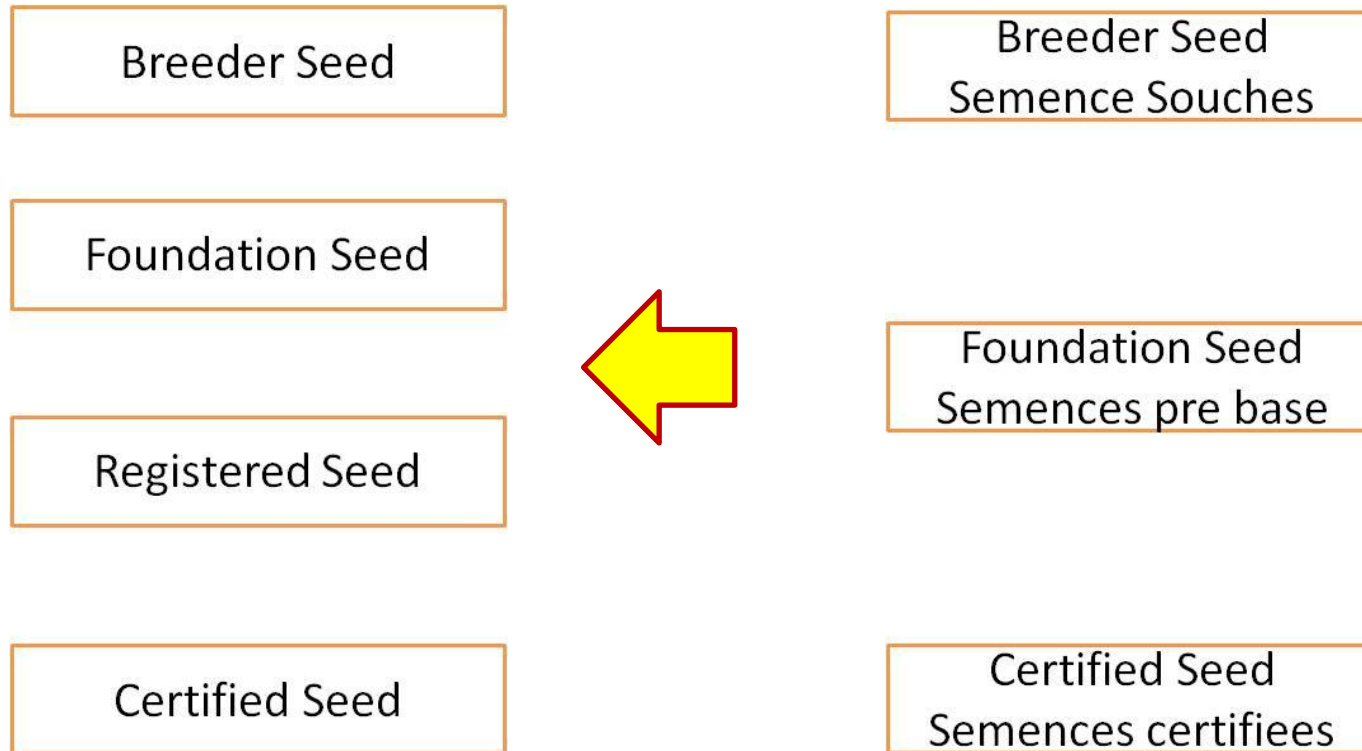 Breeder Seed
Foundation Seed
Registered Seed
Certified Seed
Breeder Seed
Semence Souches
Foundation Seed
Semences pre base
Certified Seed
Semences certifiees